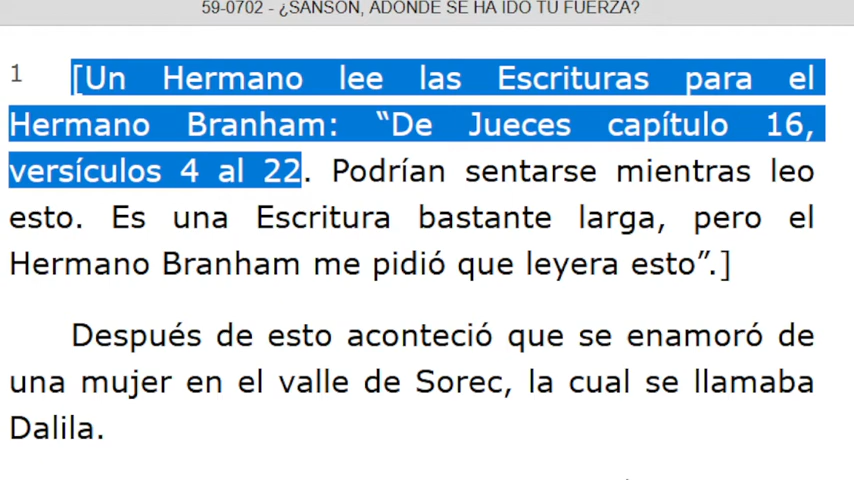 59-0702 - ¿SANSÓN, ADONDE SE HA IDO TU FUERZA?
1 [Un Hermano lee las Escrituras para el
Hermano Branham: “De Jueces capítulo 16,
versículos 4 al 22. Podrían sentarse mientras leo
esto. Es una Escritura bastante larga, pero el
Hermano Branham me pidió que leyera esto”.]
Después de esto aconteció que se enamoró de
una mujer en el valle de Sorec, la cual se llamaba
Dalila.